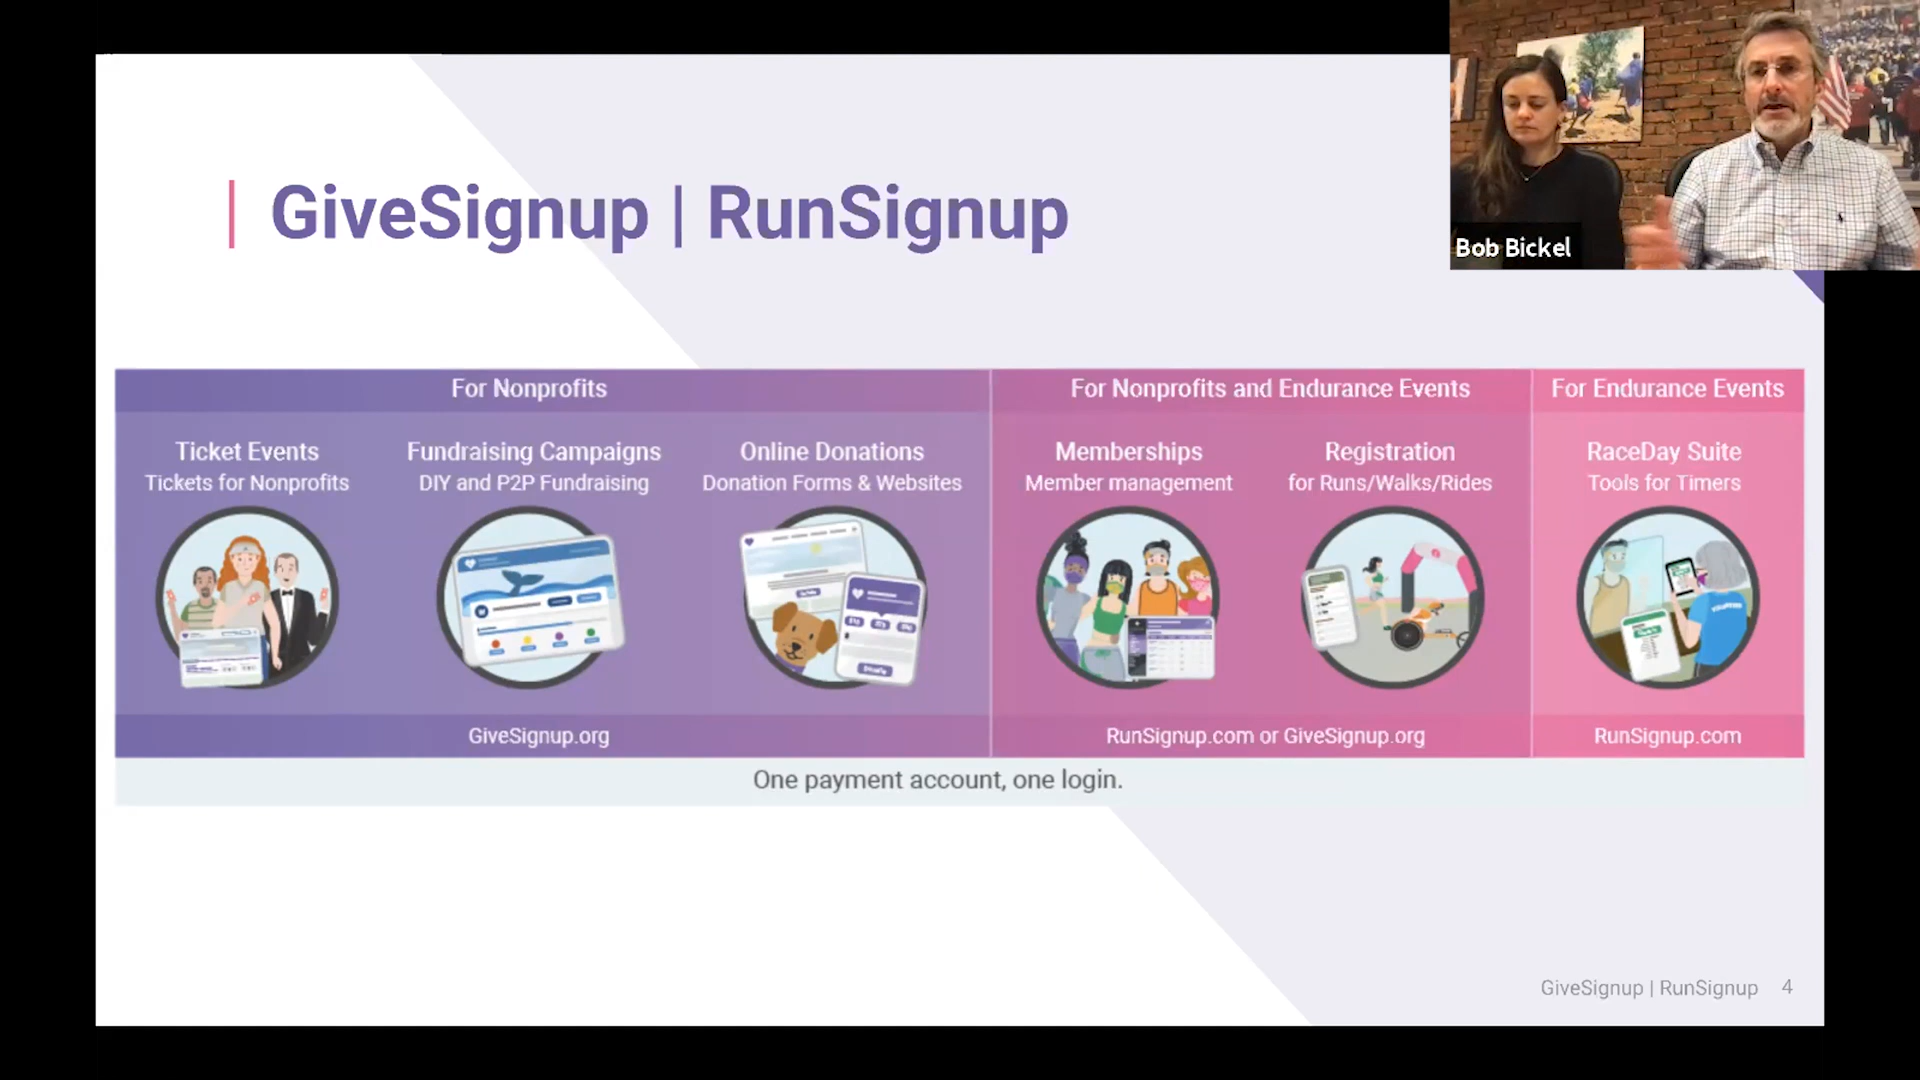 GiveSignup | RunSignup
Bob Bickel
For Nonprofits
Ticket Events
Tickets for Nonprofits
Fundraising Campaigns
DIY and P2P Fundraising
Online Donations
Donation Forms & Websites
GiveSignup.org
For Nonprofits and Endurance Events
Memberships
Member management
Registration
for Runs/Walks/Rides
RunSignup.com or GiveSignup.org
For Endurance Events
RaceDay Suite
Tools for Timers
RunSignup.com
One payment account, one login.
GiveSignup | RunSignup 4